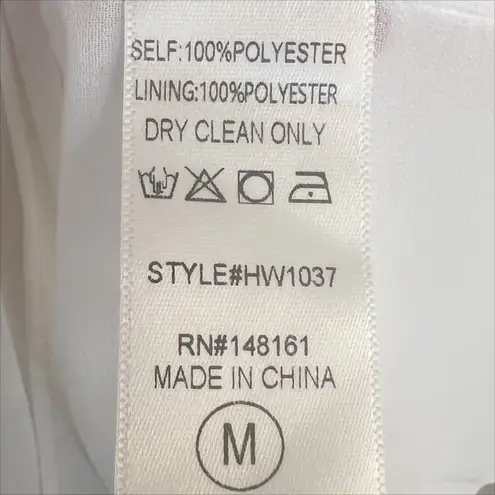 SELF:100%POLYESTER
LINING:100%POLYESTER
DRY CLEAN ONLY
STYLE#HW1037
RN#148161
MADE IN CHINA
M